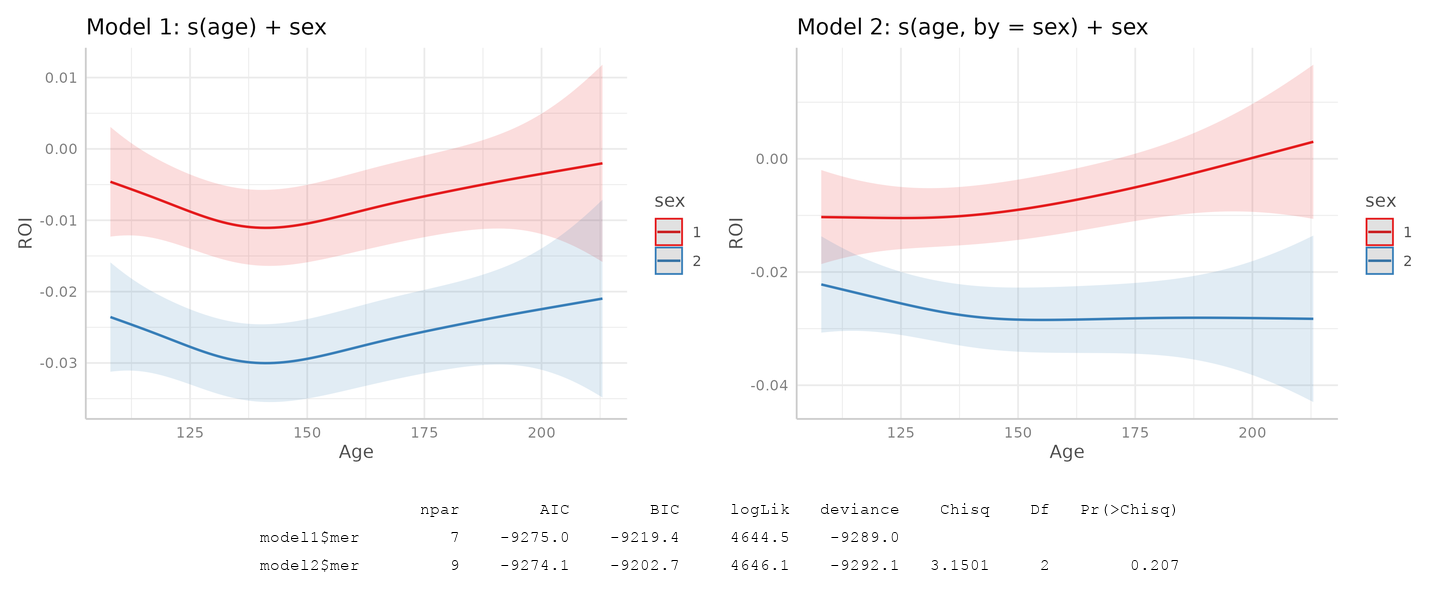 Model 1: s(age) + sex
0.01
0.00
-0.01
-0.02
-0.03
ROI
125 150 175 200
Age
sex
1
2
Model 2: s(age, by = sex) + sex
0.00
-0.02
-0.04
ROI
125 150 175 200
Age
sex
1
2
npar AIC BIC logLik deviance Chisq Df Pr(>Chisq)
model1$mer 7 -9275.0 -9219.4 4644.5 -9289.0
model2$mer 9 -9274.1 -9202.7 4646.1 -9292.1 3.1501 2 0.207